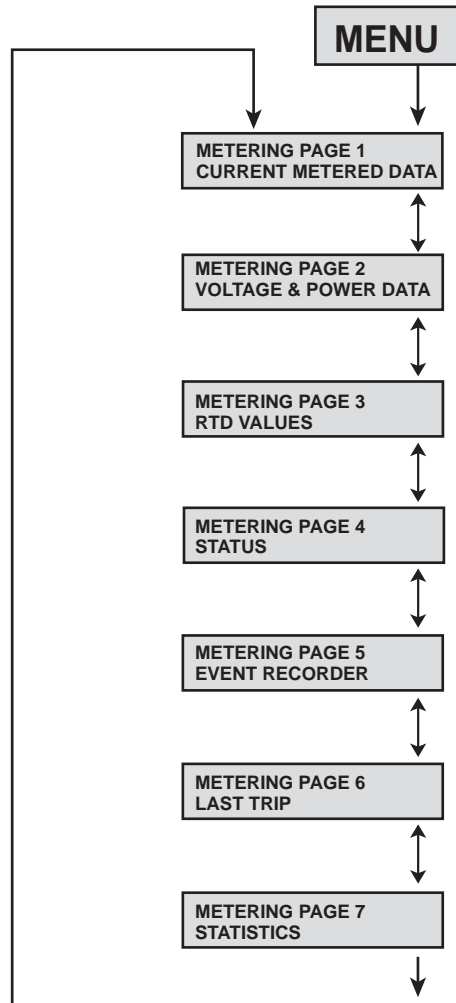 MENU
METERING PAGE 1
CURRENT METERED DATA
METERING PAGE 2
VOLTAGE & POWER DATA
METERING PAGE 3
RTD VALUES
METERING PAGE 4
STATUS
METERING PAGE 5
EVENT RECORDER
METERING PAGE 6
LAST TRIP
METERING PAGE 7
STATISTICS